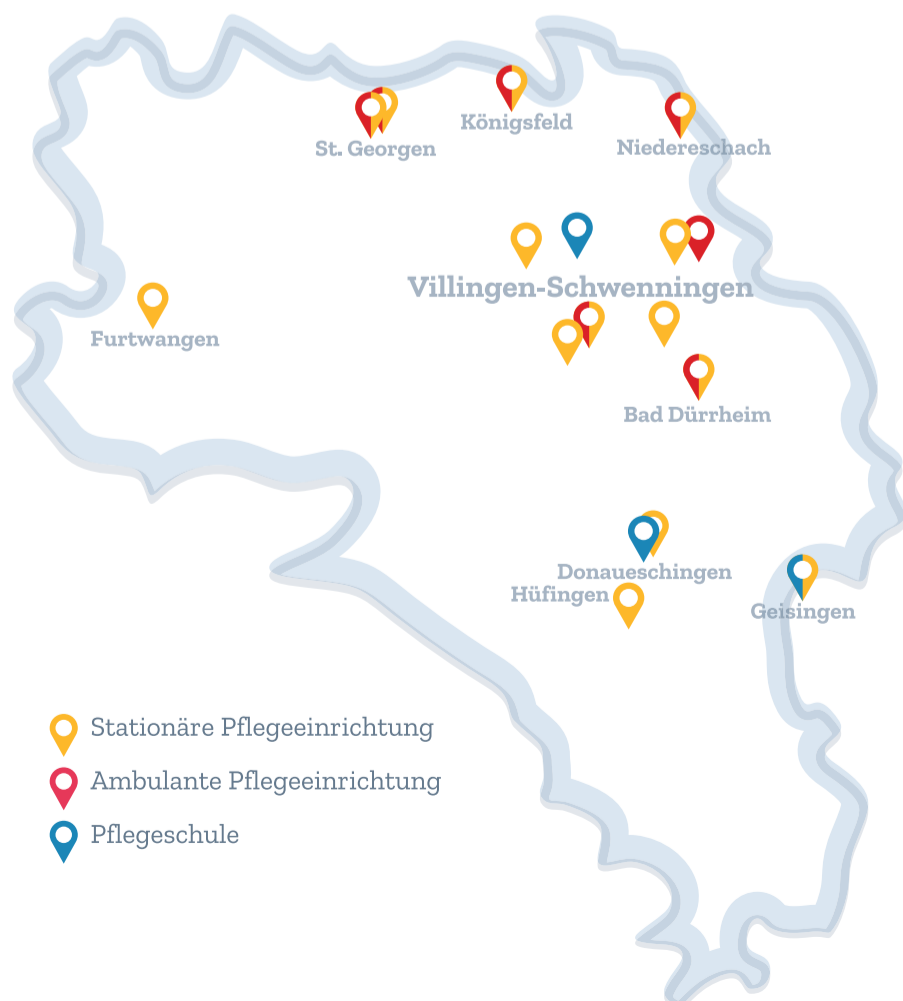 Königsfeld
St. Georgen
Niedereschach
Villingen-Schwenningen
Furtwangen
Bad Dürrheim
Donaueschingen
Hüfingen
Geisingen
Stationäre Pflegeeinrichtung
Ambulante Pflegeeinrichtung
Pflegeschule